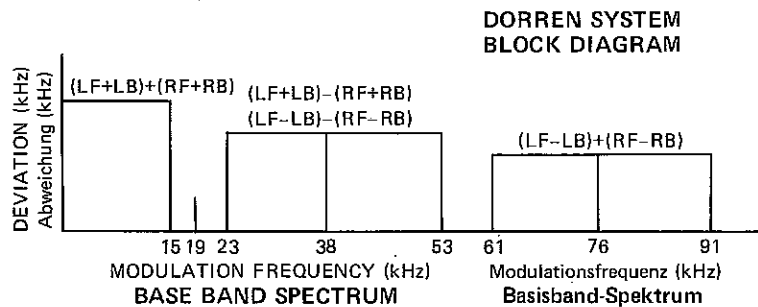 DORREN SYSTEM
BLOCK DIAGRAM
DEVIATION (kHz)
Abweichung (kHz)
(LF+LB)+(RF+RB)
(LF+LB)−(RF+RB)
(LF−LB)−(RF−RB)
(LF−LB)+(RF−RB)
15 19 23 38 53 61 76 91
MODULATION FREQUENCY (kHz)
Modulationsfrequenz (kHz)
BASE BAND SPECTRUM
Basisband-Spektrum